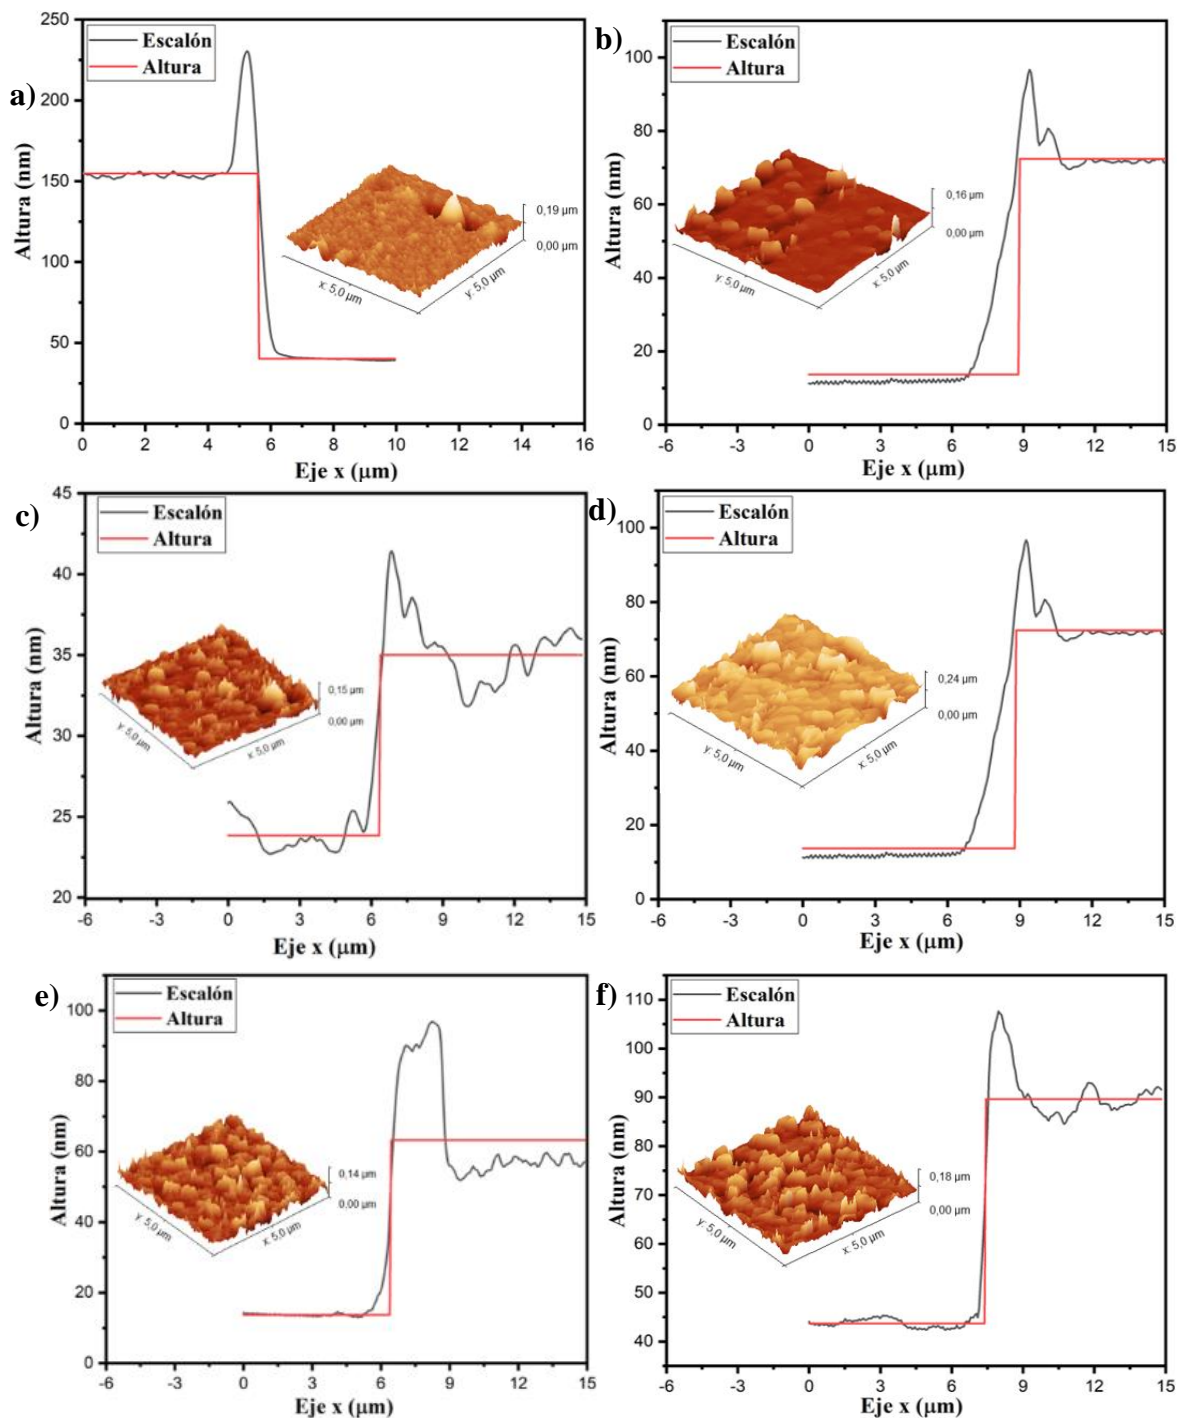 a)
Escalón
Altura
250
200
150
100
50
0
Altura (nm)
0 2 4 6 8 10 12 14 16
Eje x (µm)
0,19 µm
0,00 µm
x: 5,0 µm
y: 5,0 µm
b)
Escalón
Altura
100
80
60
40
20
0
Altura (nm)
-6 -3 0 3 6 9 12 15
Eje x (µm)
0,16 µm
0,00 µm
y: 5,0 µm
x: 5,0 µm
c)
Escalón
Altura
45
40
35
30
25
20
Altura (nm)
-6 -3 0 3 6 9 12 15
Eje x (µm)
0,15 µm
0,00 µm
y: 5,0 µm
x: 5,0 µm
d)
Escalón
Altura
100
80
60
40
20
0
Altura (nm)
-6 -3 0 3 6 9 12 15
Eje x (µm)
0,24 µm
0,00 µm
y: 5,0 µm
x: 5,0 µm
e)
Escalón
Altura
100
80
60
40
20
0
Altura (nm)
-6 -3 0 3 6 9 12 15
Eje x (µm)
0,14 µm
0,00 µm
y: 5,0 µm
x: 5,0 µm
f)
Escalón
Altura
110
100
90
80
70
60
50
40
Altura (nm)
-6 -3 0 3 6 9 12 15
Eje x (µm)
0,18 µm
0,00 µm
y: 5,0 µm
x: 5,0 µm